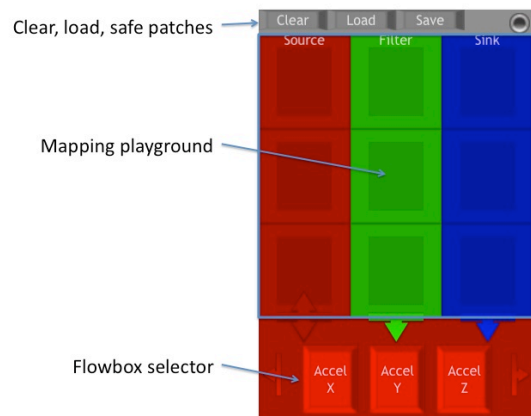 Clear, load, safe patches
Clear Load Save
Source Filter Sink
Mapping playground
Flowbox selector
Accel X
Accel Y
Accel Z